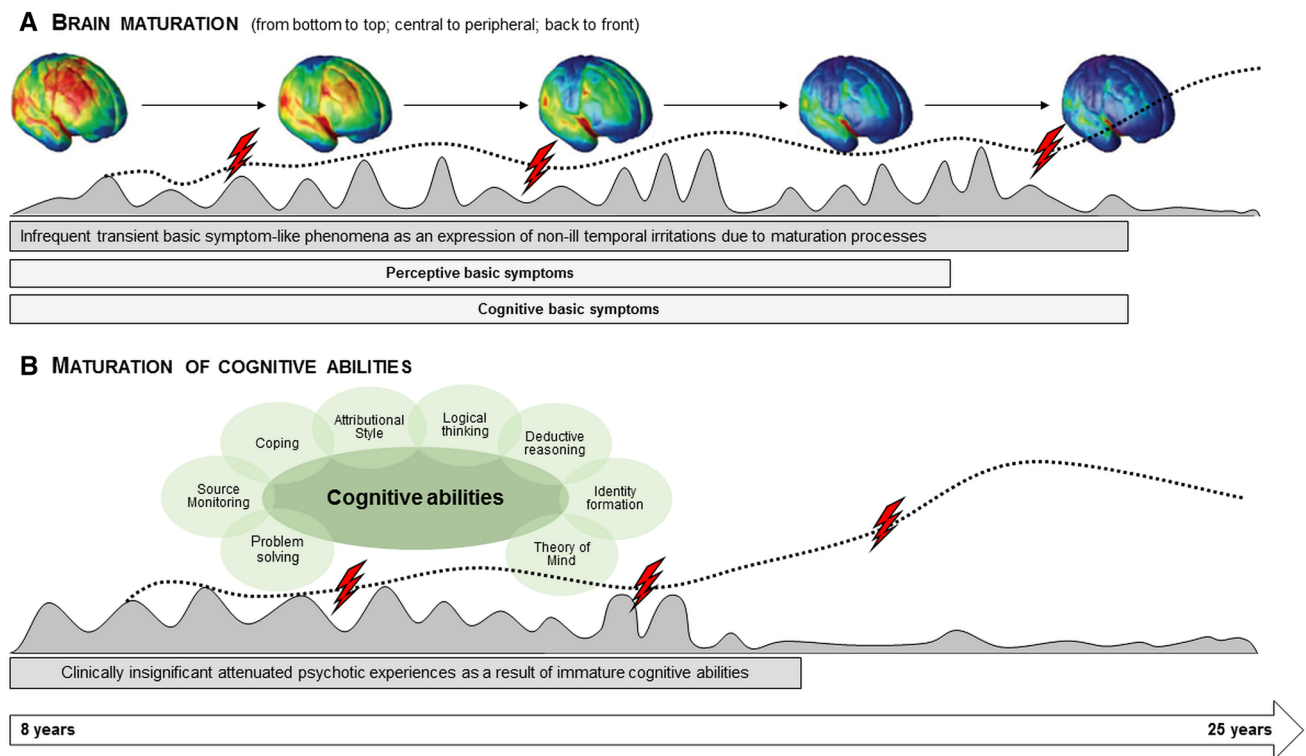 A BRAIN MATURATION (from bottom to top; central to peripheral; back to front)
Infrequent transient basic symptom-like phenomena as an expression of non-ill temporal irritations due to maturation processes
Perceptive basic symptoms
Cognitive basic symptoms
B MATURATION OF COGNITIVE ABILITIES
Attributional
Style
Logical
thinking
Coping
Deductive
reasoning
Source
Monitoring
Cognitive abilities
Identity
formation
Problem
solving
Theory of
Mind
Clinically insignificant attenuated psychotic experiences as a result of immature cognitive abilities
8 years
25 years